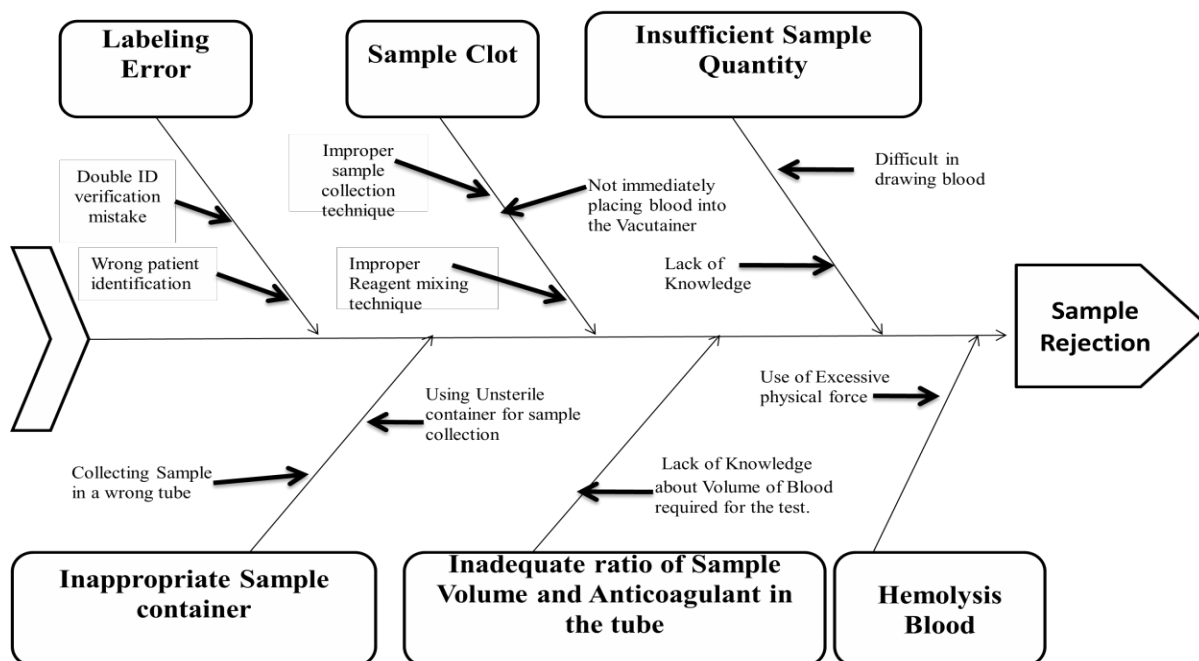 Labeling
Error
Sample Clot
Insufficient Sample
Quantity
Double ID
verification
mistake
Wrong patient
identification
Improper
sample
collection
technique
Not immediately
placing blood into
the Vacutainer
Improper
Reagent mixing
technique
Difficult in
drawing blood
Lack of
Knowledge
Sample
Rejection
Using Unsterile
container for sample
collection
Collecting Sample
in a wrong tube
Lack of Knowledge
about Volume of Blood
required for the test.
Use of Excessive
physical force
Inappropriate Sample
container
Inadequate ratio of Sample
Volume and Anticoagulant in
the tube
Hemolysis
Blood